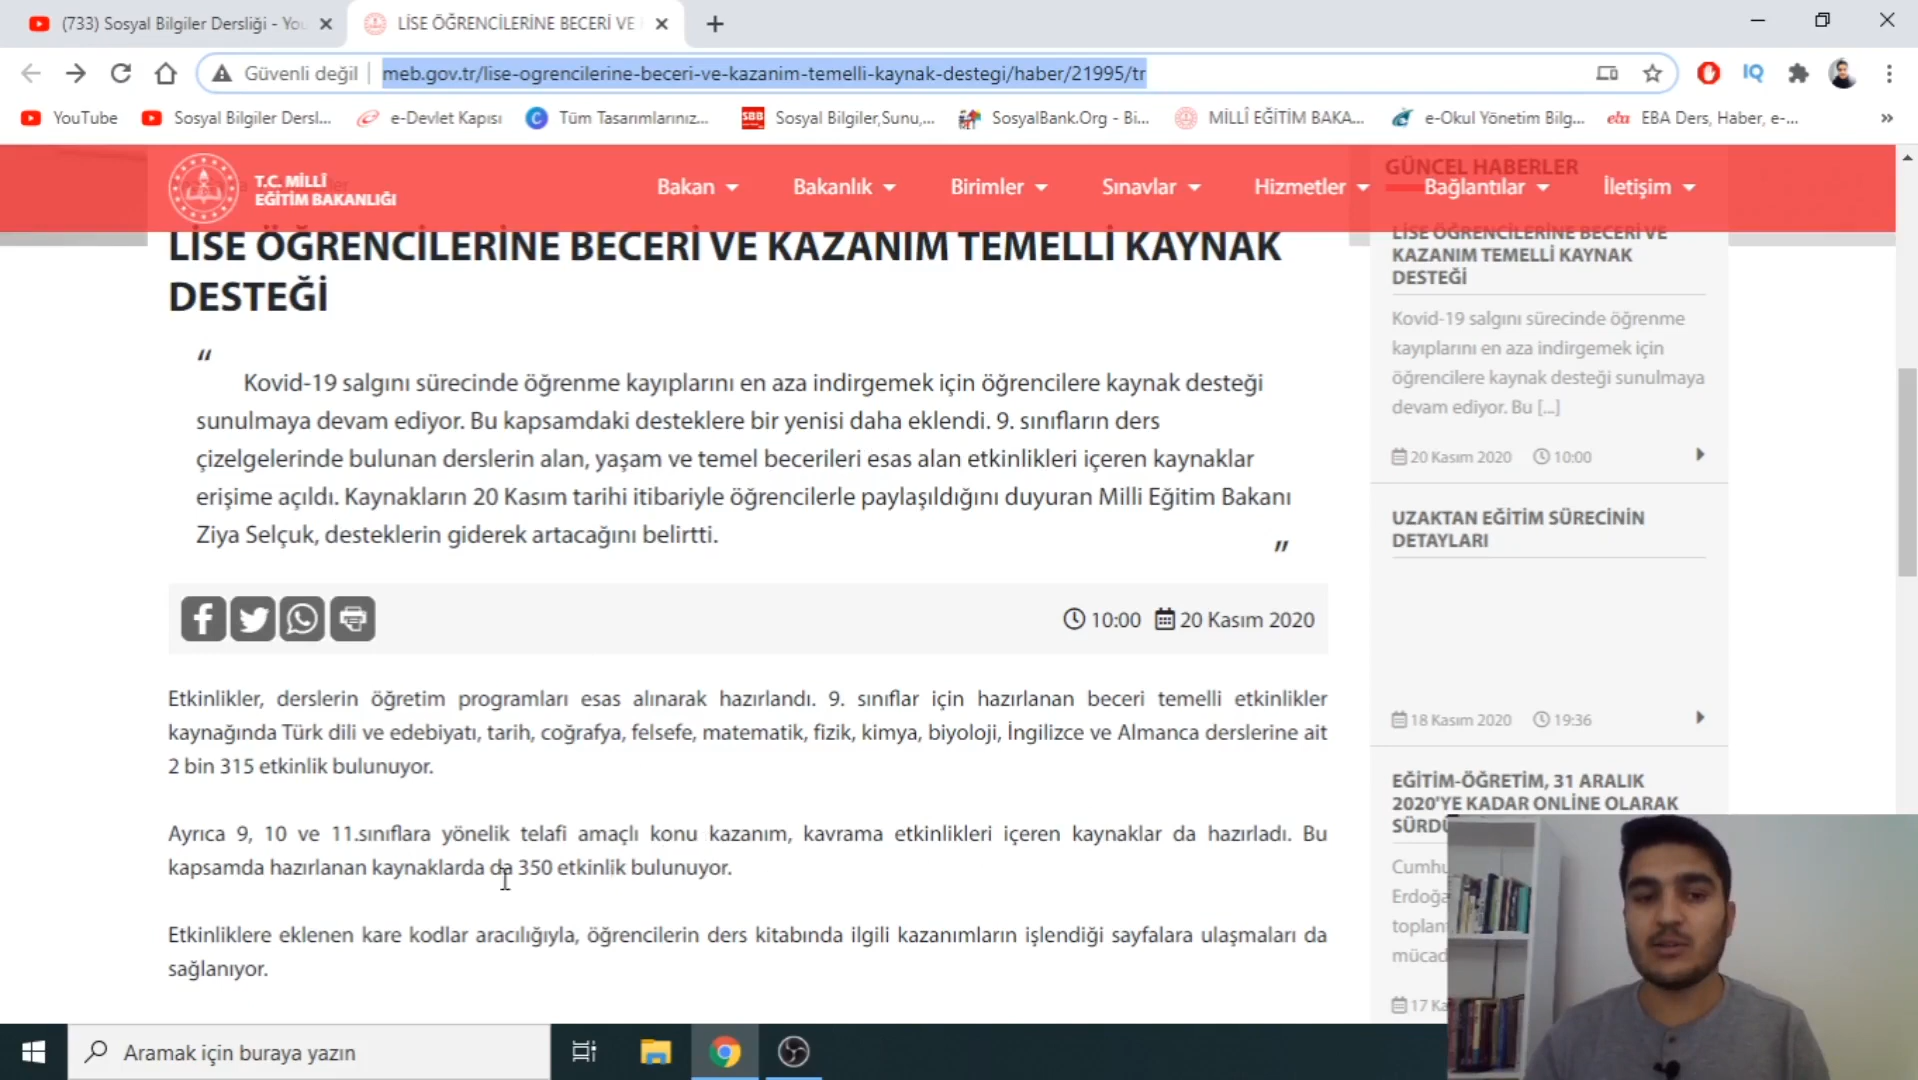 (733) Sosyal Bilgiler Dersliği - You
LİSE ÖĞRENCİLERİNE BECERİ VE
Güvenli değil
meb.gov.tr/lise-ogrencilerine-beceri-ve-kazanim-temelli-kaynak-destegi/haber/21995/tr
IQ
YouTube
Sosyal Bilgiler Dersl...
e-Devlet Kapısı
Tüm Tasarımlarınız...
SBB
Sosyal Bilgiler,Sunu,...
SosyalBank.Org - Bi...
MİLLÎ EĞİTİM BAKA...
e-Okul Yönetim Bilg...
eba
EBA Ders, Haber, e-...
»
T.C. MİLLÎ
EĞİTİM BAKANLIĞI
Bakan
Bakanlık
Birimler
Sınavlar
Hizmetler
Bağlantılar
İletişim
LİSE ÖĞRENCİLERİNE BECERİ VE KAZANIM TEMELLİ KAYNAK
DESTEĞİ
“
Kovid-19 salgını sürecinde öğrenme kayıplarını en aza indirgemek için öğrencilere kaynak desteği
sunulmaya devam ediyor. Bu kapsamdaki desteklere bir yenisi daha eklendi. 9. sınıfların ders
çizelgelerinde bulunan derslerin alan, yaşam ve temel becerileri esas alan etkinlikleri içeren kaynaklar
erişime açıldı. Kaynakların 20 Kasım tarihi itibariyle öğrencilerle paylaşıldığını duyuran Milli Eğitim Bakanı
Ziya Selçuk, desteklerin giderek artacağını belirtti.
”
10:00 20 Kasım 2020
Etkinlikler, derslerin öğretim programları esas alınarak hazırlandı. 9. sınıflar için hazırlanan beceri temelli etkinlikler
kaynağında Türk dili ve edebiyatı, tarih, coğrafya, felsefe, matematik, fizik, kimya, biyoloji, İngilizce ve Almanca derslerine ait
2 bin 315 etkinlik bulunuyor.
Ayrıca 9, 10 ve 11.sınıflara yönelik telafi amaçlı konu kazanım, kavrama etkinlikleri içeren kaynaklar da hazırladı. Bu
kapsamda hazırlanan kaynaklarda da 350 etkinlik bulunuyor.
Etkinliklere eklenen kare kodlar aracılığıyla, öğrencilerin ders kitabında ilgili kazanımların işlendiği sayfalara ulaşmaları da
sağlanıyor.
GÜNCEL HABERLER
LİSE ÖĞRENCİLERİNE BECERİ VE
KAZANIM TEMELLİ KAYNAK
DESTEĞİ
Kovid-19 salgını sürecinde öğrenme
kayıplarını en aza indirgemek için
öğrencilere kaynak desteği sunulmaya
devam ediyor. Bu [...]
20 Kasım 2020 10:00
UZAKTAN EĞİTİM SÜRECİNİN
DETAYLARI
18 Kasım 2020 19:36
EĞİTİM-ÖĞRETİM, 31 ARALIK
2020'YE KADAR ONLİNE OLARAK
SÜRDÜ
Cumhu
Erdoğa
toplant
mücad
17 Ka
Aramak için buraya yazın